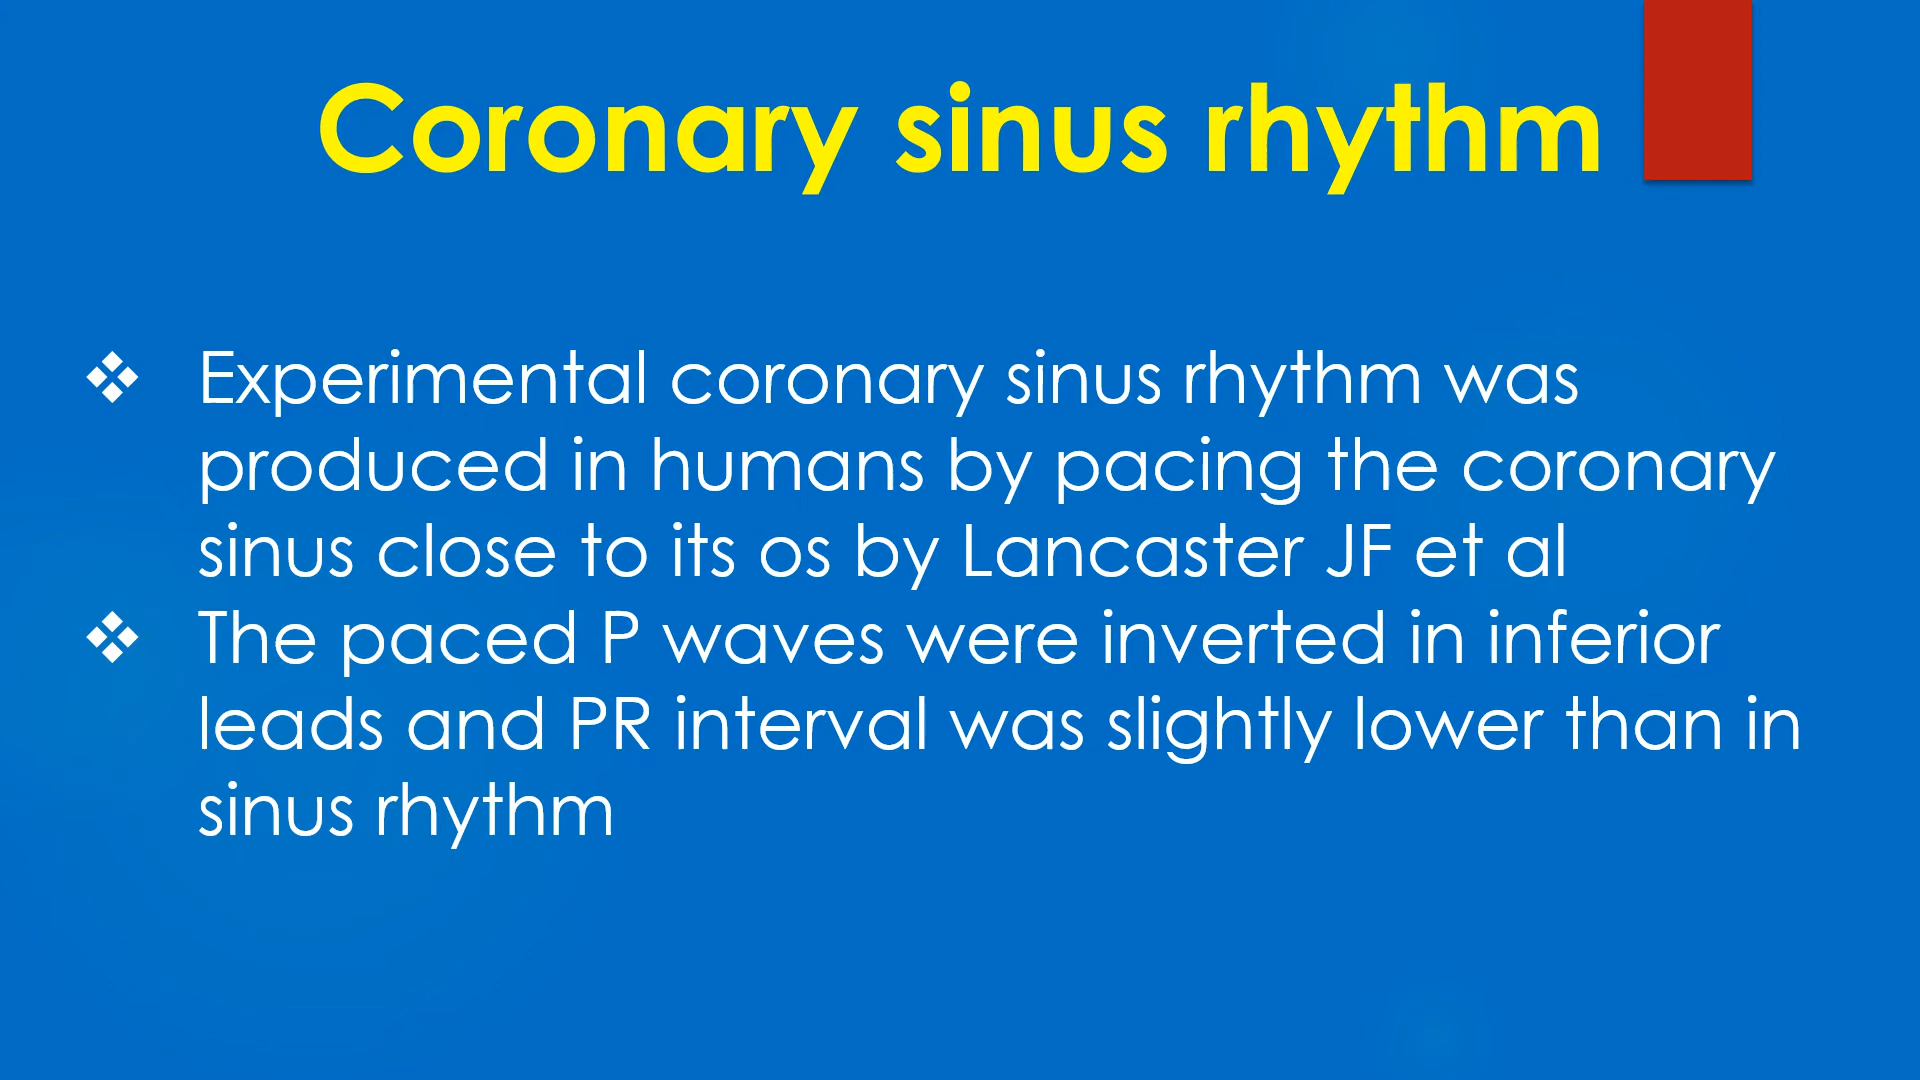 Coronary sinus rhythm
❖ Experimental coronary sinus rhythm was
produced in humans by pacing the coronary
sinus close to its os by Lancaster JF et al
❖ The paced P waves were inverted in inferior
leads and PR interval was slightly lower than in
sinus rhythm